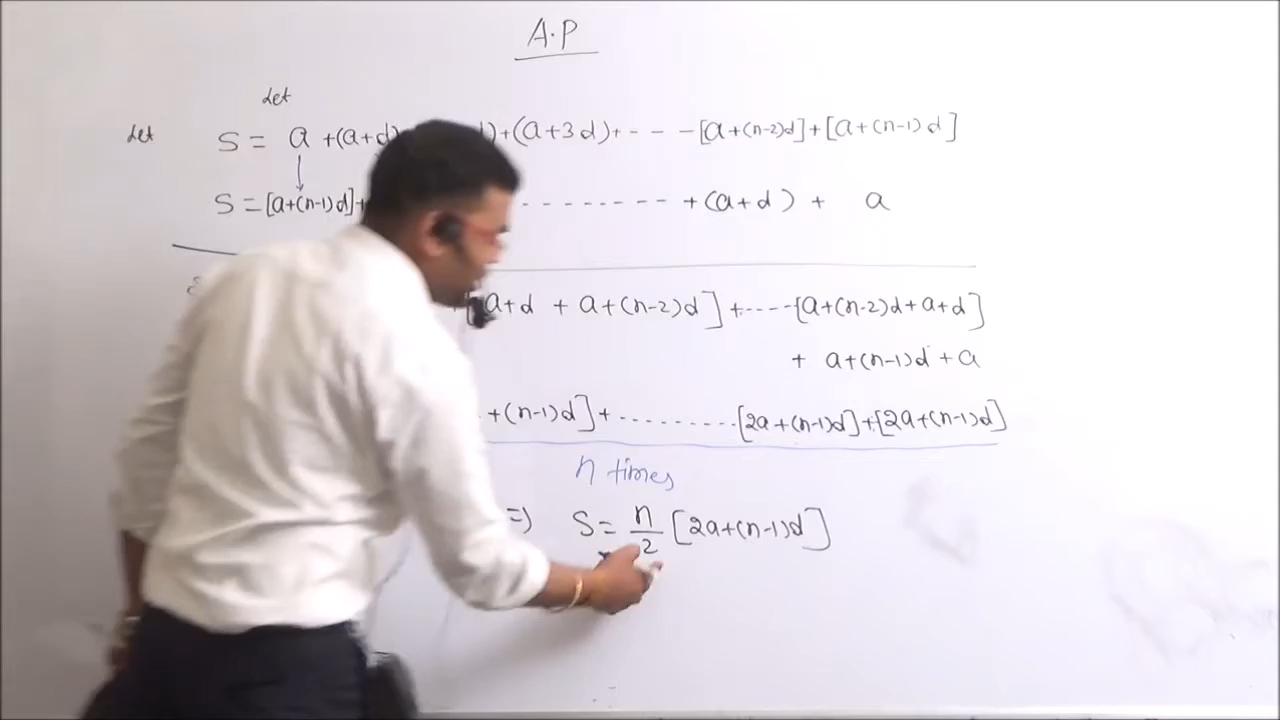 A.P
Let
Let S = a +(a+d) d)+(a+3d)+ - - - -[a+(n-2)d]+[a+(n-1)d]
S=[a+(n-1)d]+ - - - - - - - - - +(a+d) + a
[a+d + a+(n-2)d]+----[a+(n-2)d+a+d]
+ a+(n-1)d+a
+(n-1)d]+..........[2a+(n-1)d]+[2a+(n-1)d]
n times
=) S= n/2 [2a+(n-1)d]